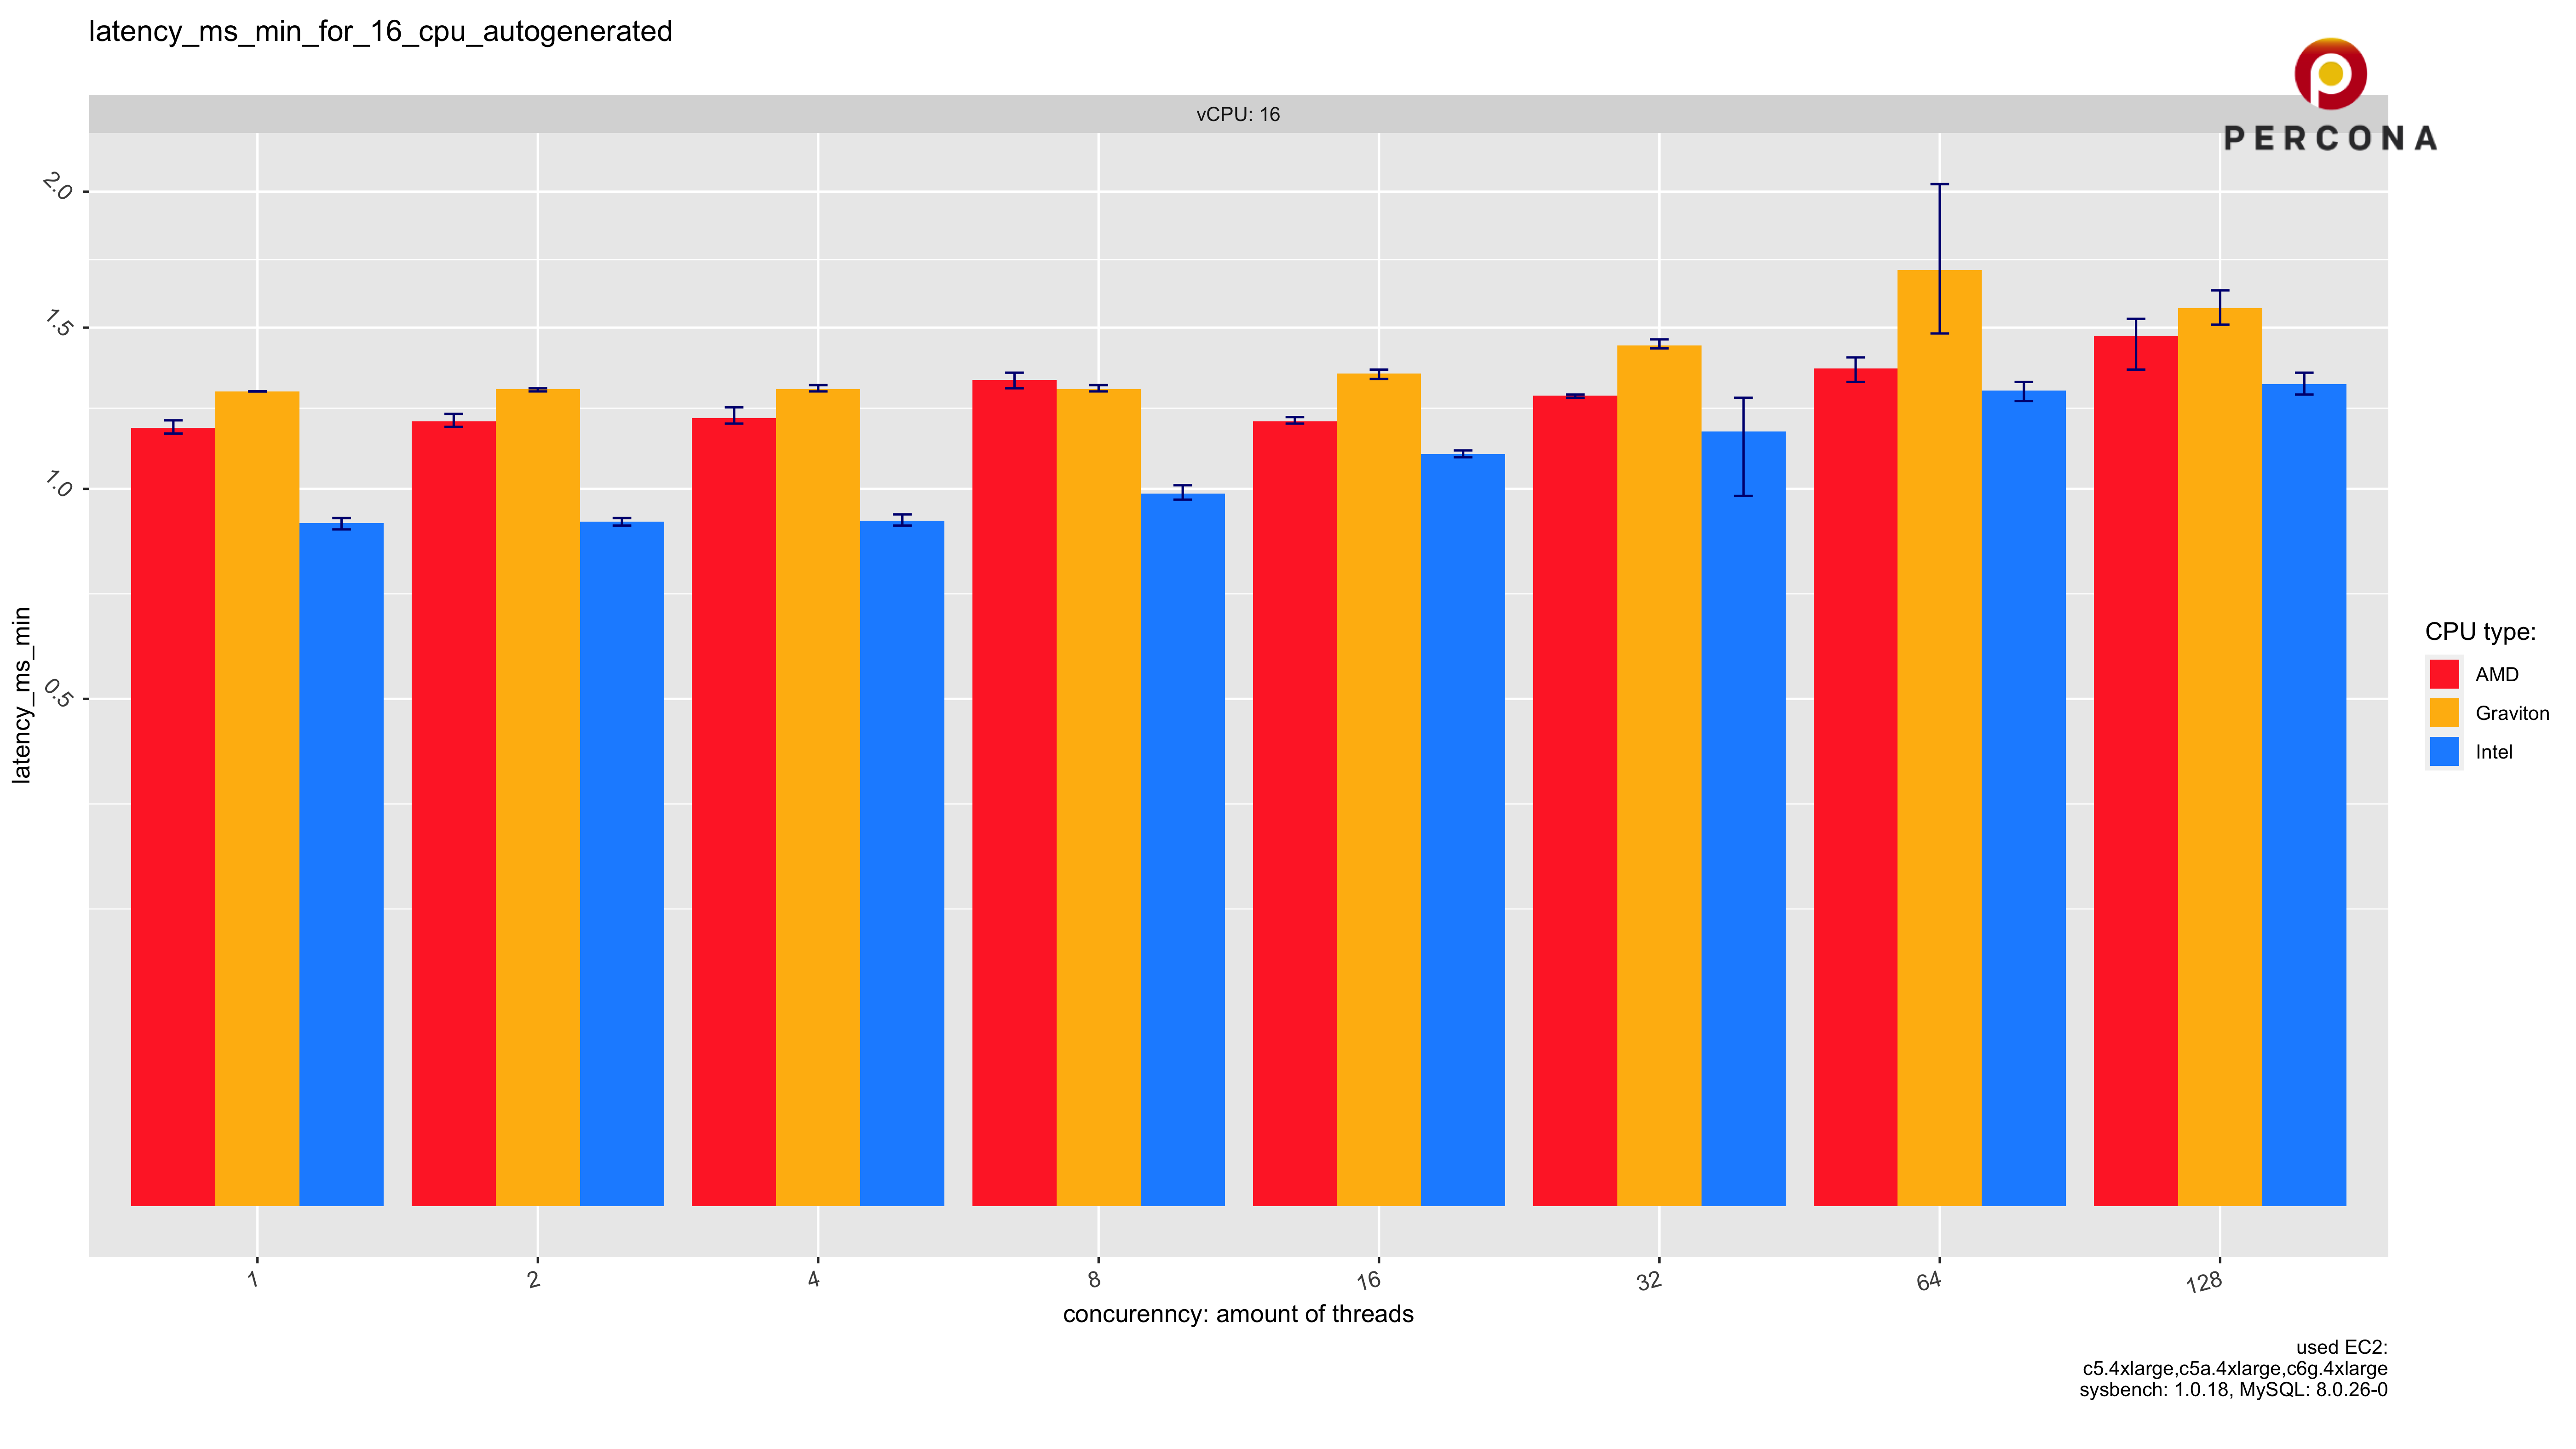 latency_ms_min_for_16_cpu_autogenerated
PERCONA
vCPU: 16
2.0
1.5
1.0
0.5
latency_ms_min
CPU type:
AMD
Graviton
Intel
1
2
4
8
16
32
64
128
concurenncy: amount of threads
used EC2:
c5.4xlarge,c5a.4xlarge,c6g.4xlarge
sysbench: 1.0.18, MySQL: 8.0.26-0